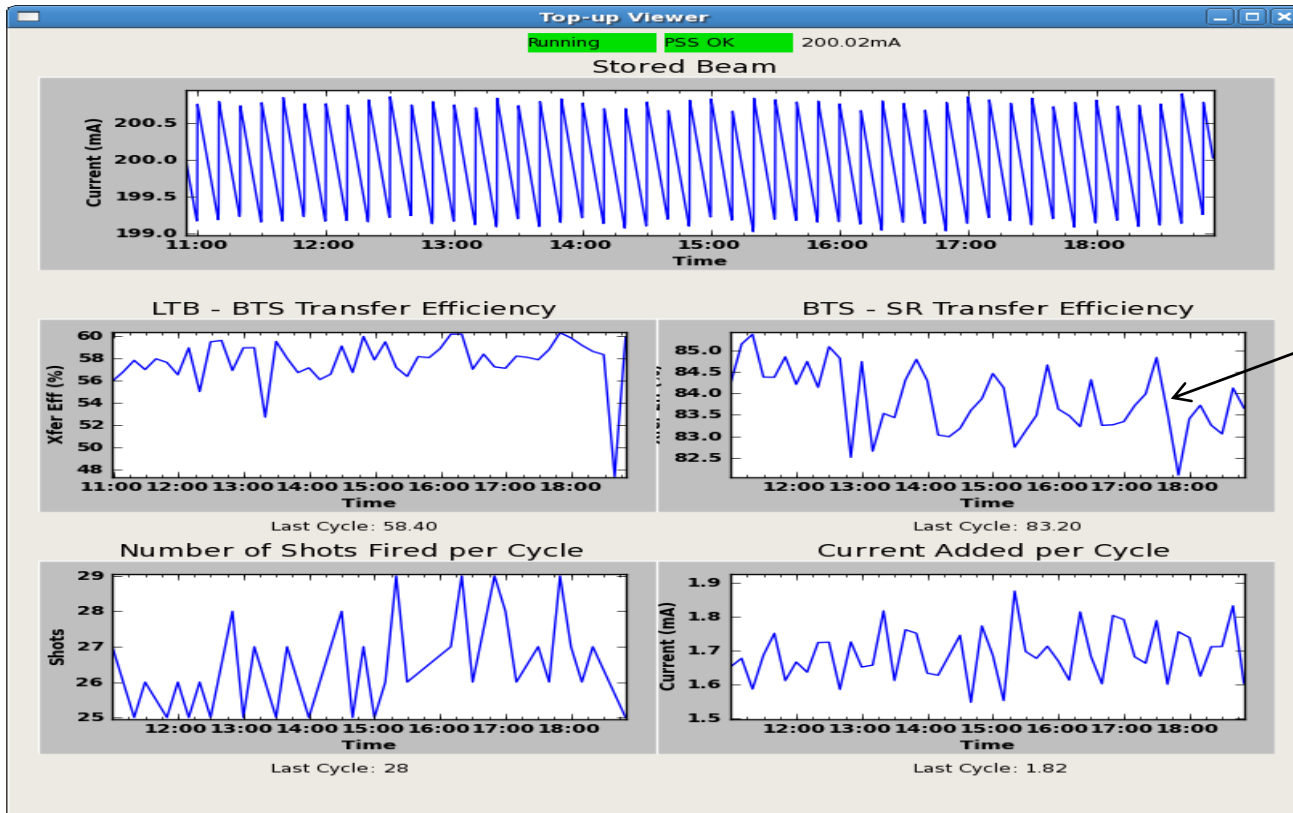 Top-up Viewer
Running PSS OK 200.02mA
Stored Beam
Current (mA)
200.5
200.0
199.5
199.0
11:00 12:00 13:00 14:00 15:00 16:00 17:00 18:00
Time
LTB - BTS Transfer Efficiency
Xfer Eff (%)
60
58
56
54
52
50
48
11:00 12:00 13:00 14:00 15:00 16:00 17:00 18:00
Time
Last Cycle: 58.40
BTS - SR Transfer Efficiency
85.0
84.5
84.0
83.5
83.0
82.5
12:00 13:00 14:00 15:00 16:00 17:00 18:00
Time
Last Cycle: 83.20
Number of Shots Fired per Cycle
Shots
29
28
27
26
25
12:00 13:00 14:00 15:00 16:00 17:00 18:00
Time
Last Cycle: 28
Current Added per Cycle
Current (mA)
1.9
1.8
1.7
1.6
1.5
12:00 13:00 14:00 15:00 16:00 17:00 18:00
Time
Last Cycle: 1.82